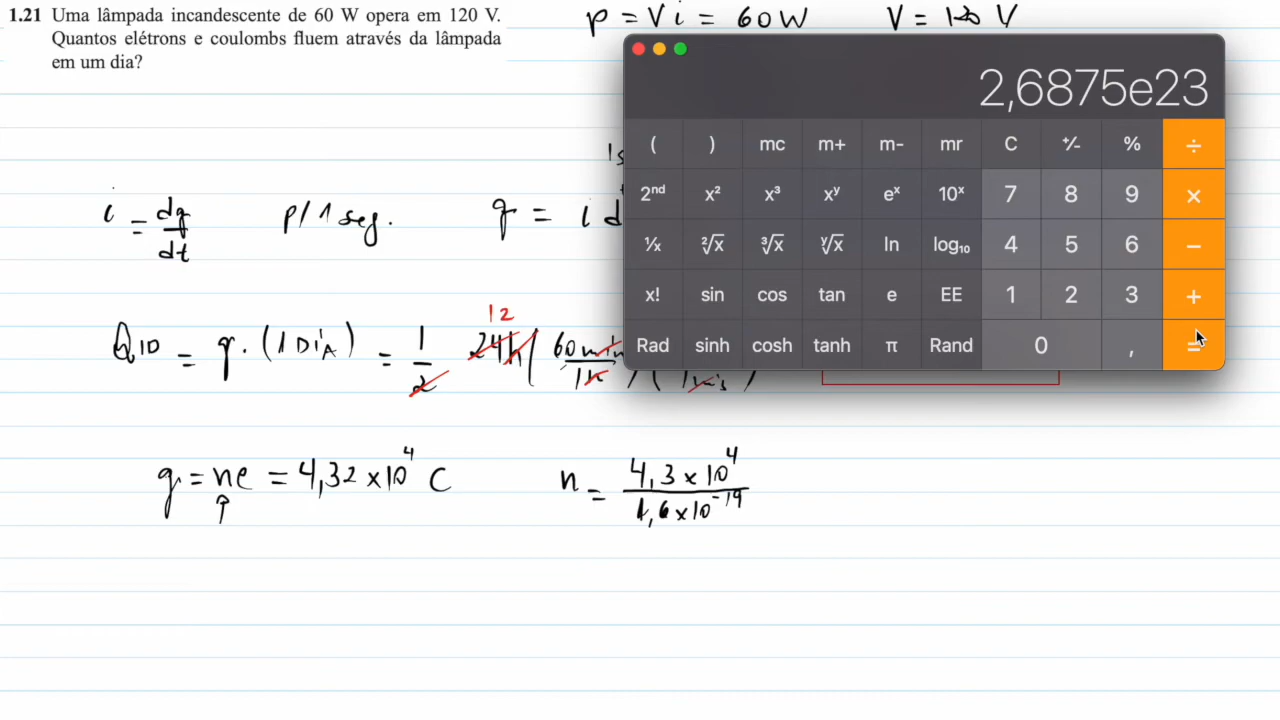 1.21 Uma lâmpada incandescente de 60 W opera em 120 V.
Quantos elétrons e coulombs fluem através da lâmpada
em um dia?
p = Vi = 60W V = 120 V
2,6875e23
( ) mc m+ m- mr C +/- % ÷
2nd x² x³ xʸ eˣ 10ˣ 7 8 9 ×
1/x ²√x ³√x ʸ√x ln log₁₀ 4 5 6 −
x! sin cos tan e EE 1 2 3 +
Rad sinh cosh tanh π Rand 0 , =
1s
i = dq/dt p/ 1 seg. q = i d
12
Q1D = q. (1 DiA) = 1/2 24h (60 min/1h)
q = ne = 4,32 x 10⁴ C n = 4,3 x 10⁴ / 1,6 x 10⁻¹⁹